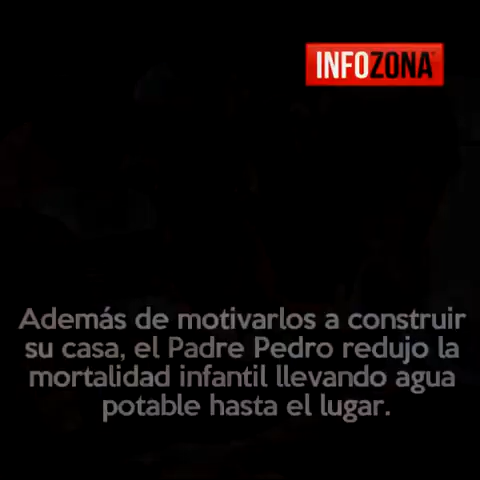 INFOZONA
Además de motivarlos a construir
su casa, el Padre Pedro redujo la
mortalidad infantil llevando agua
potable hasta el lugar.